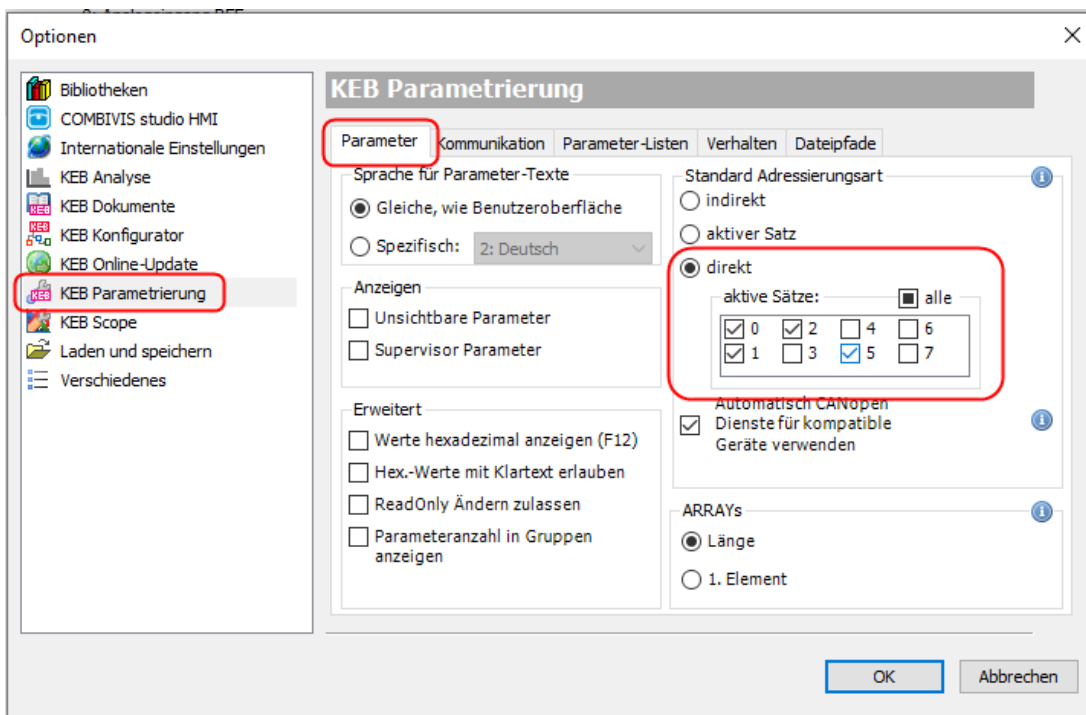 Optionen
Bibliotheken
COMBIVIS studio HMI
Internationale Einstellungen
KEB Analyse
KEB Dokumente
KEB Konfigurator
KEB Online-Update
KEB Parametrierung
KEB Scope
Laden und speichern
Verschiedenes
KEB Parametrierung
Parameter Kommunikation Parameter-Listen Verhalten Dateipfade
Sprache für Parameter-Texte
Gleiche, wie Benutzeroberfläche
Spezifisch: 2: Deutsch
Anzeigen
Unsichtbare Parameter
Supervisor Parameter
Erweitert
Werte hexadezimal anzeigen (F12)
Hex.-Werte mit Klartext erlauben
ReadOnly Ändern zulassen
Parameteranzahl in Gruppen
anzeigen
Standard Adressierungsart
indirekt
aktiver Satz
direkt
aktive Sätze: alle
0 2 4 6
1 3 5 7
Automatisch CANopen
Dienste für kompatible
Geräte verwenden
ARRAYs
Länge
1. Element
OK Abbrechen